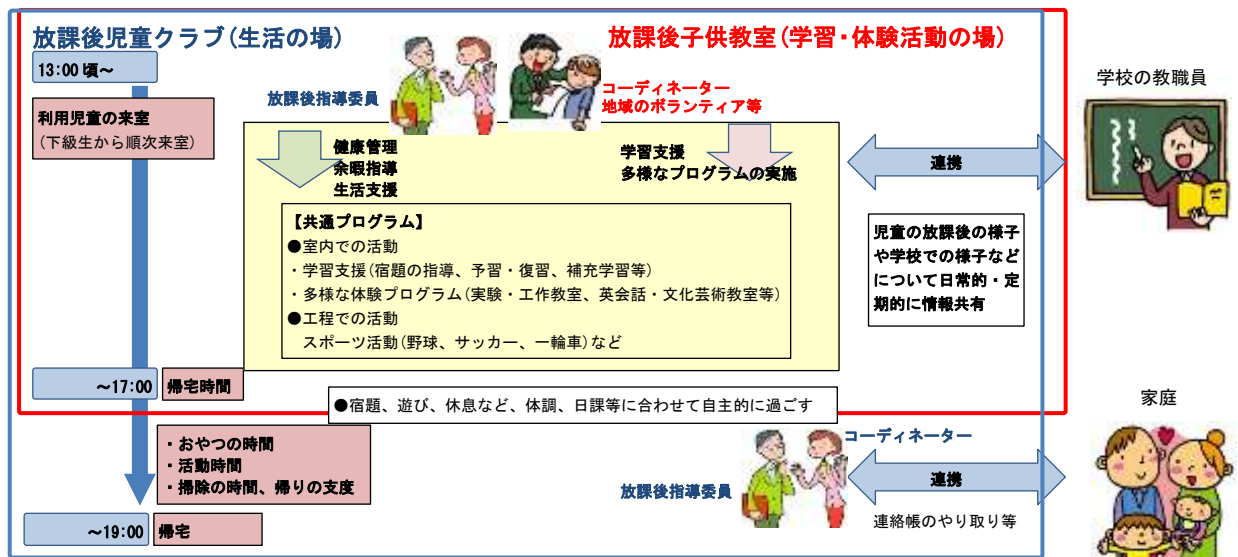 放課後児童クラブ(生活の場)
放課後子供教室(学習・体験活動の場)
13:00頃～
利用児童の来室
(下級生から順次来室)
放課後指導委員
コーディネーター
地域のボランティア等
学校の教職員
健康管理
余暇指導
生活支援
学習支援
多様なプログラムの実施
連携
【共通プログラム】
●室内での活動
・学習支援(宿題の指導、予習・復習、補充学習等)
・多様な体験プログラム(実験・工作教室、英会話・文化芸術教室等)
●工程での活動
スポーツ活動(野球、サッカー、一輪車)など
児童の放課後の様子
や学校での様子など
について日常的・定
期的に情報共有
～17:00
帰宅時間
●宿題、遊び、休息など、体調、日課等に合わせて自主的に過ごす
家庭
・おやつの時間
・活動時間
・掃除の時間、帰りの支度
コーディネーター
放課後指導委員
連携
連絡帳のやり取り等
～19:00
帰宅